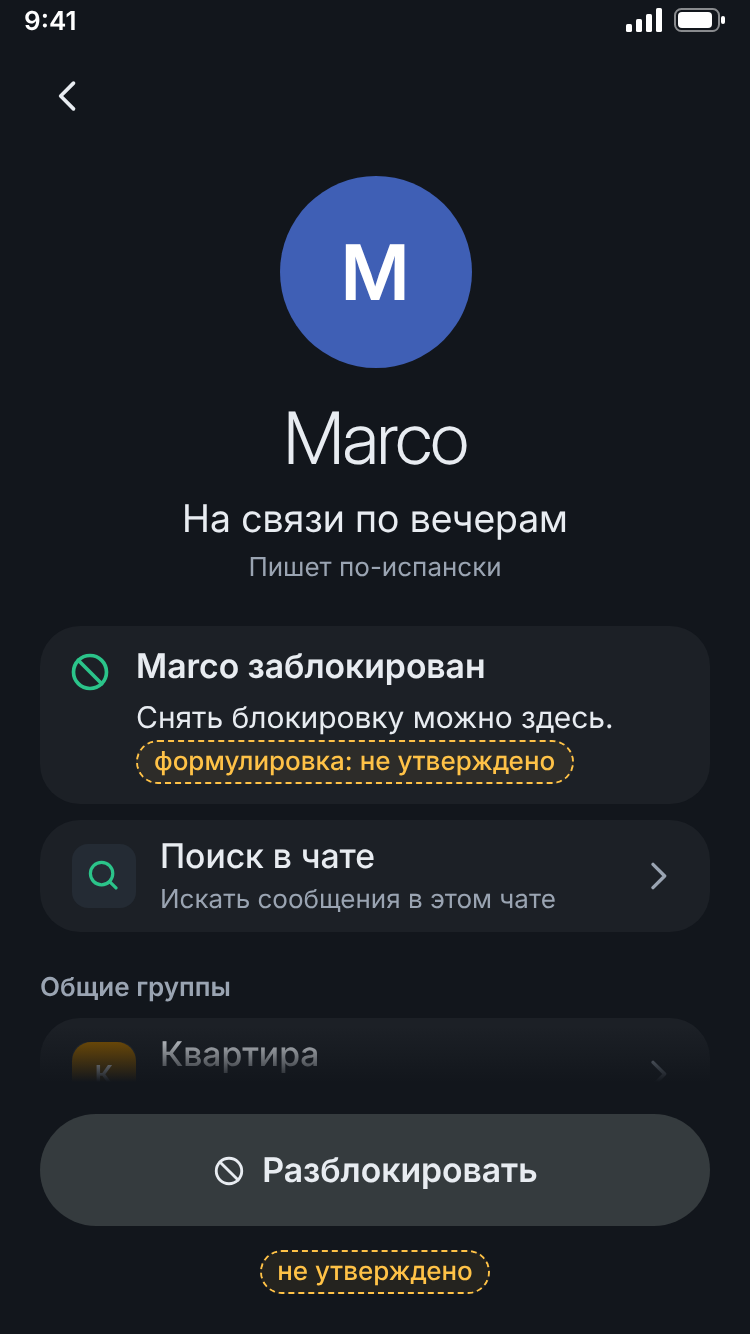 9:41
M
Marco
На связи по вечерам
Пишет по-испански
Marco заблокирован
Снять блокировку можно здесь.
формулировка: не утверждено
Поиск в чате
Искать сообщения в этом чате
Общие группы
Квартира
К
Разблокировать
не утверждено